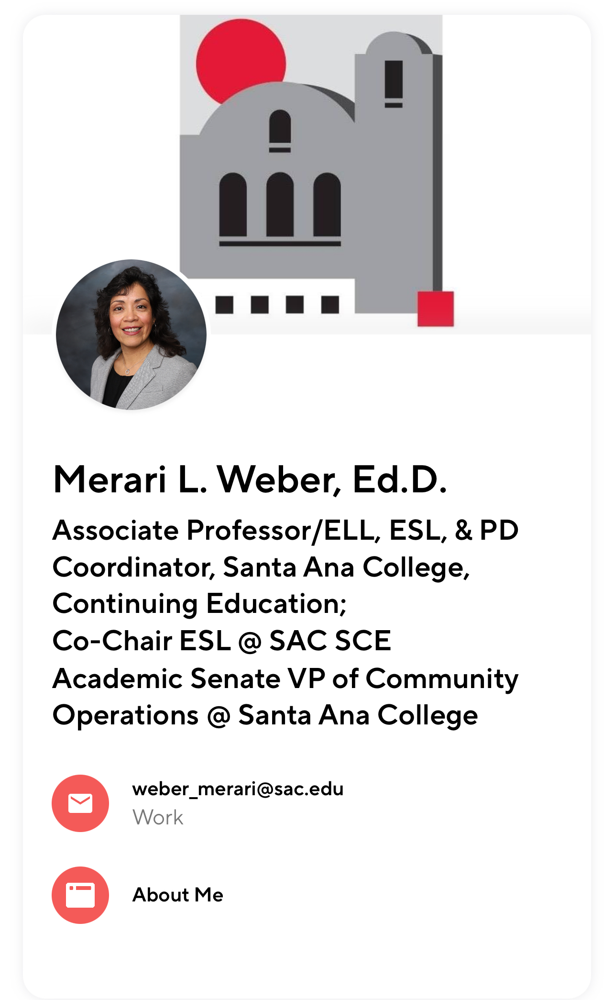 Merari L. Weber, Ed.D.
Associate Professor/ELL, ESL, & PD
Coordinator, Santa Ana College,
Continuing Education;
Co-Chair ESL @ SAC SCE
Academic Senate VP of Community
Operations @ Santa Ana College
weber_merari@sac.edu
Work
About Me